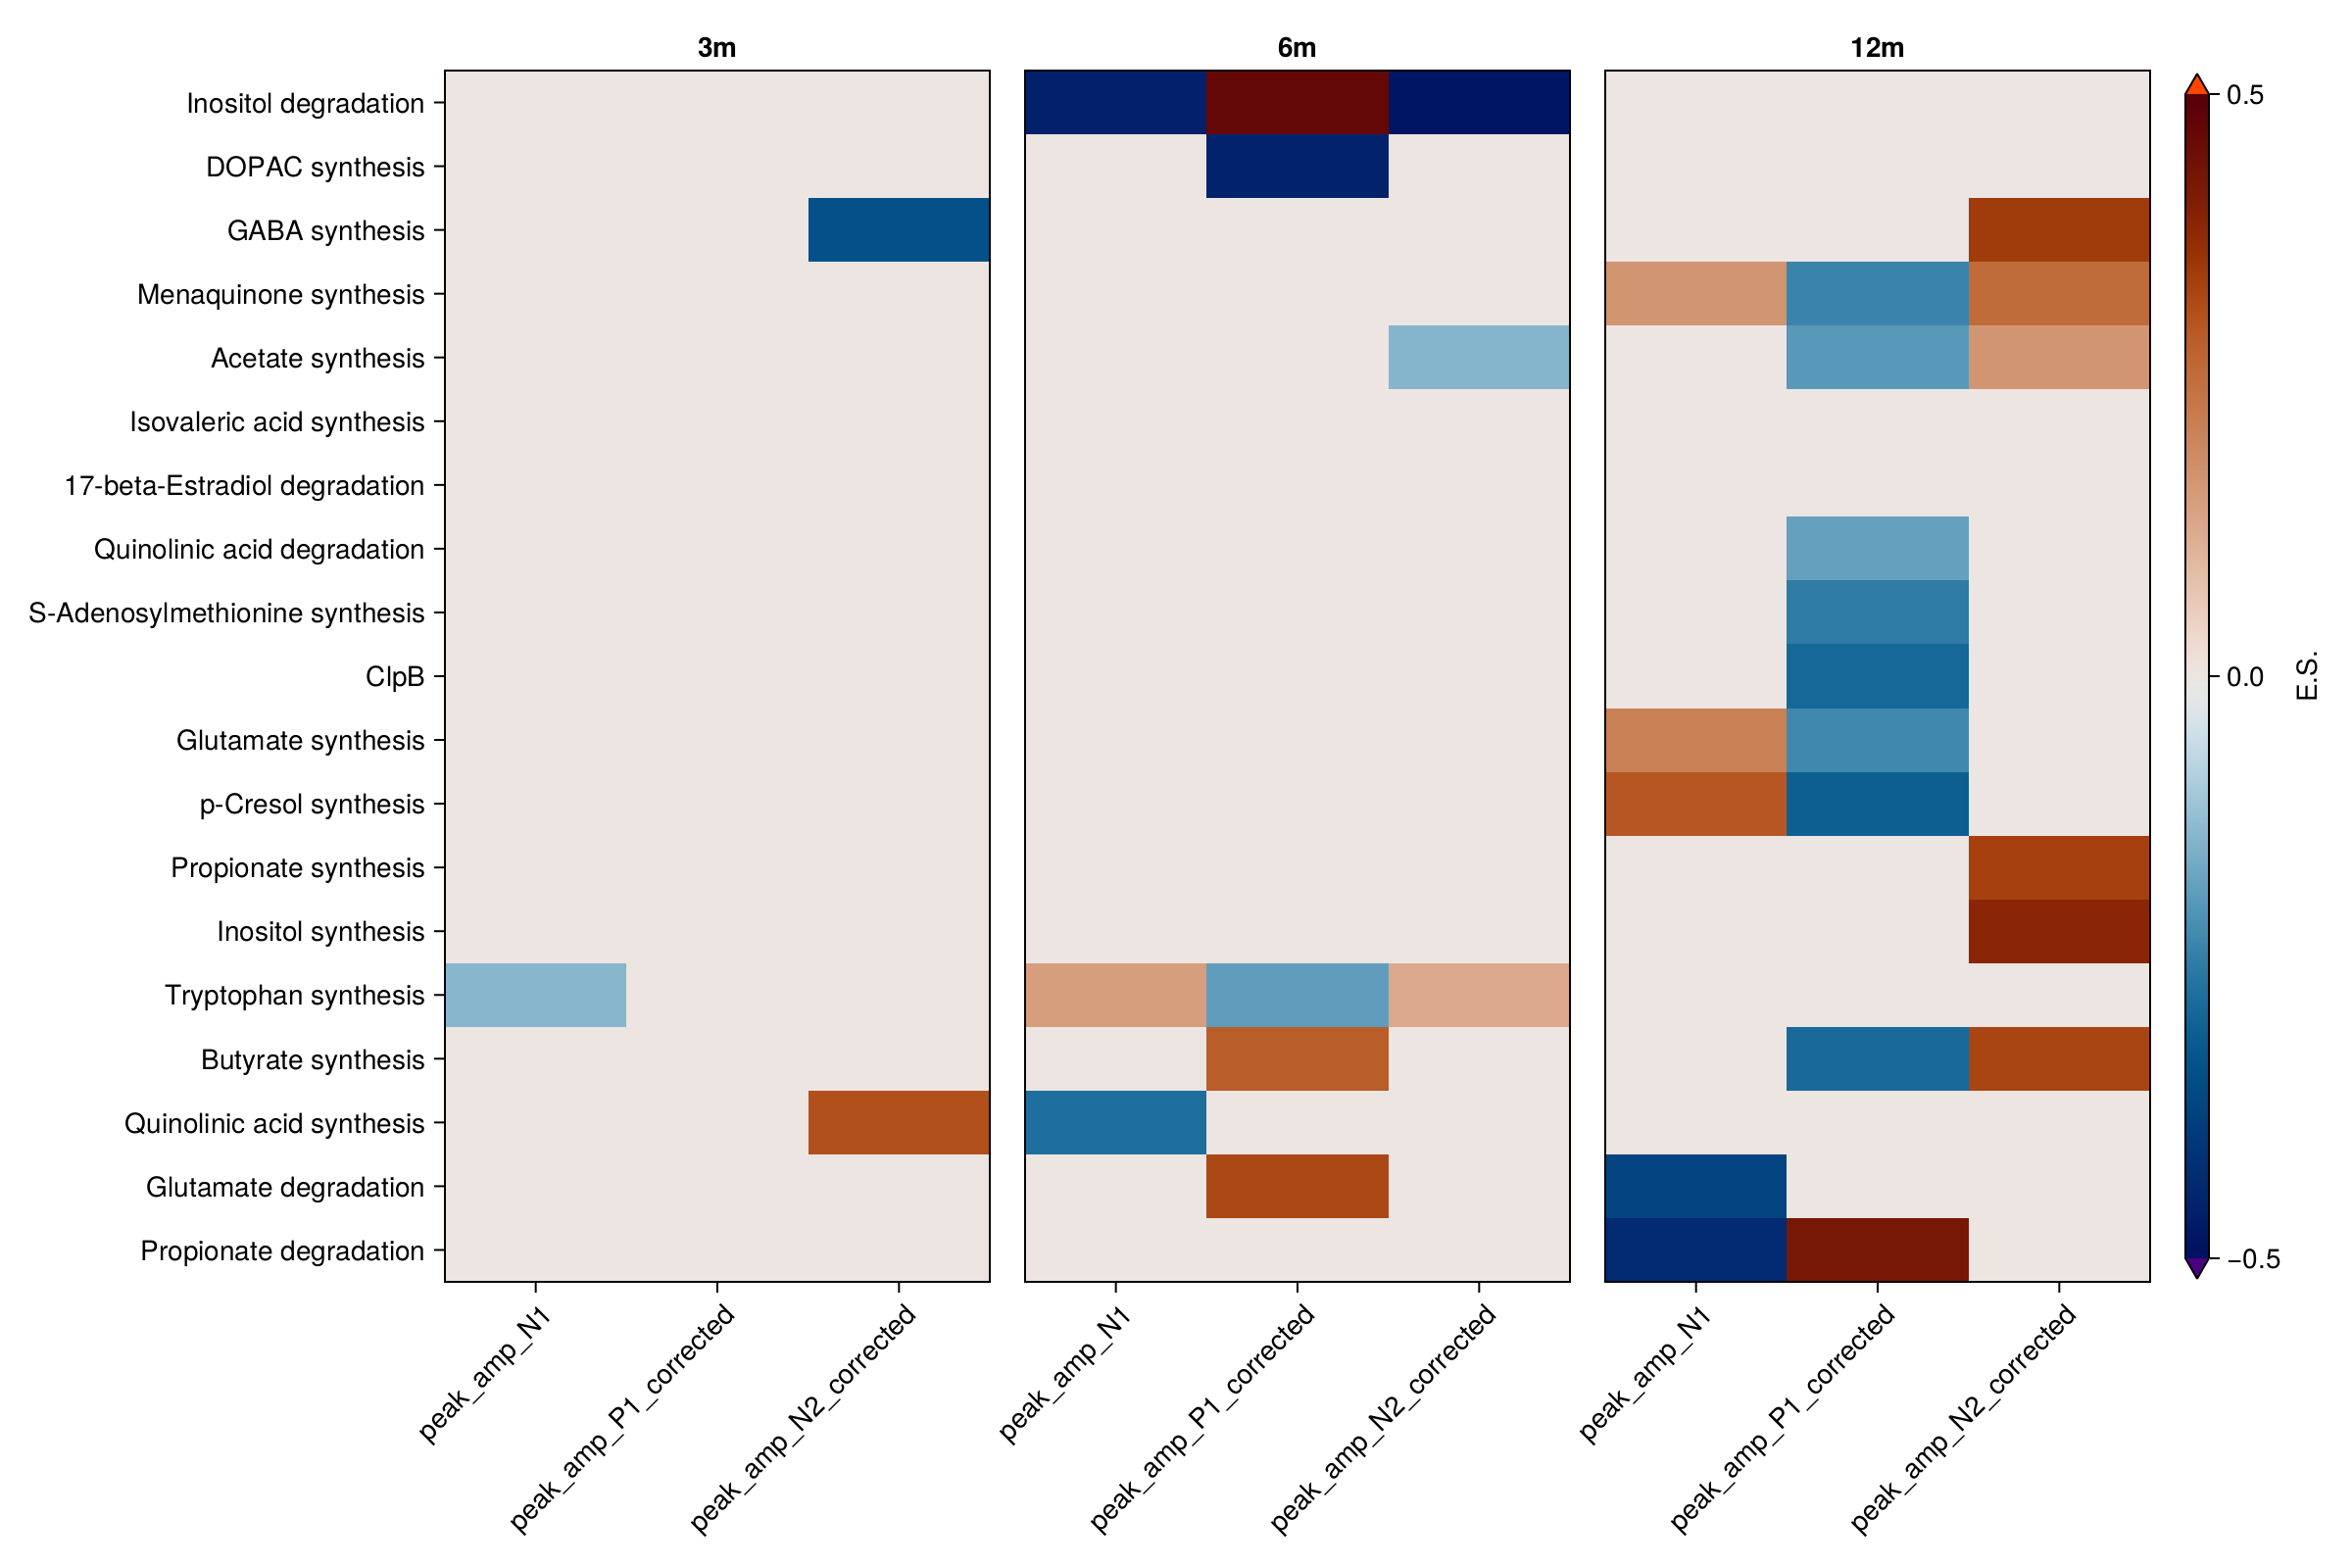 3m
6m
12m
Inositol degradation
DOPAC synthesis
GABA synthesis
Menaquinone synthesis
Acetate synthesis
Isovaleric acid synthesis
17-beta-Estradiol degradation
Quinolinic acid degradation
S-Adenosylmethionine synthesis
ClpB
Glutamate synthesis
p-Cresol synthesis
Propionate synthesis
Inositol synthesis
Tryptophan synthesis
Butyrate synthesis
Quinolinic acid synthesis
Glutamate degradation
Propionate degradation
peak_amp_N1
peak_amp_P1_corrected
peak_amp_N2_corrected
peak_amp_N1
peak_amp_P1_corrected
peak_amp_N2_corrected
peak_amp_N1
peak_amp_P1_corrected
peak_amp_N2_corrected
0.5
0.0
−0.5
E.S.